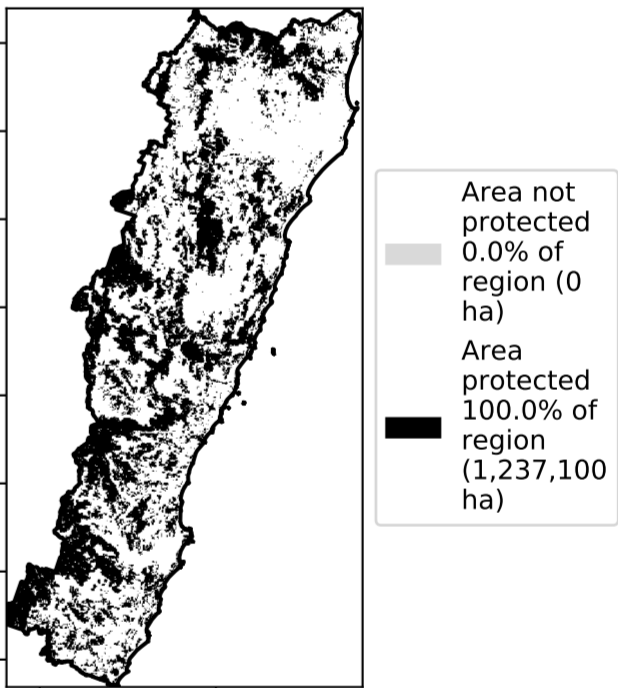 Area not
protected
0.0% of
region (0
ha)
Area
protected
100.0% of
region
(1,237,100
ha)